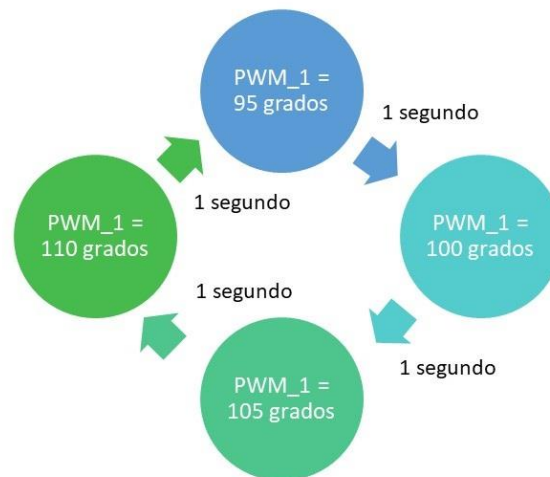 PWM_1 =
95 grados
1 segundo
PWM_1 =
100 grados
1 segundo
PWM_1 =
105 grados
1 segundo
PWM_1 =
110 grados
1 segundo